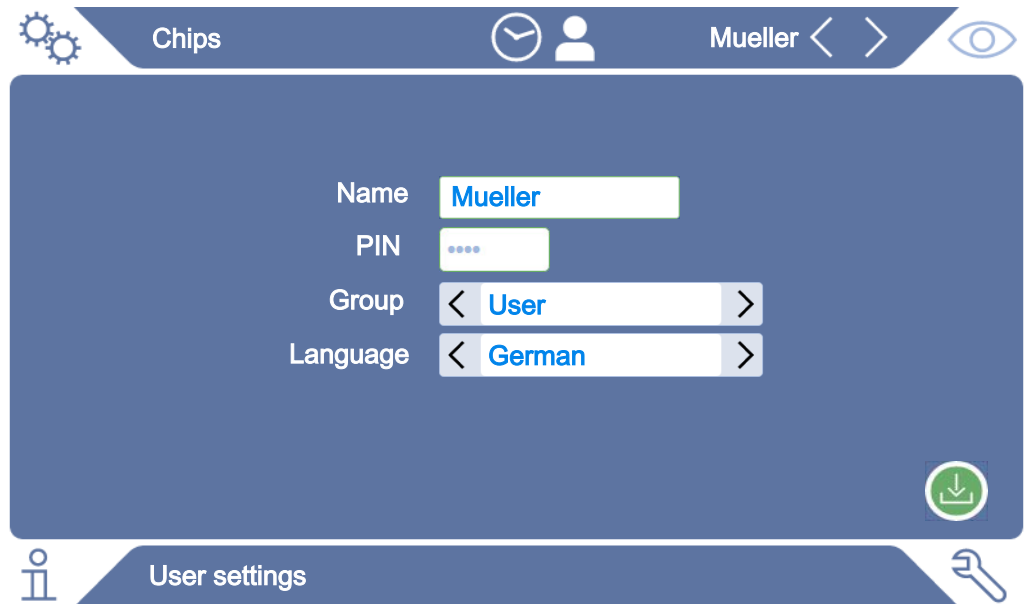 Chips
Mueller
Name Mueller
PIN ••••
Group User
Language German
User settings